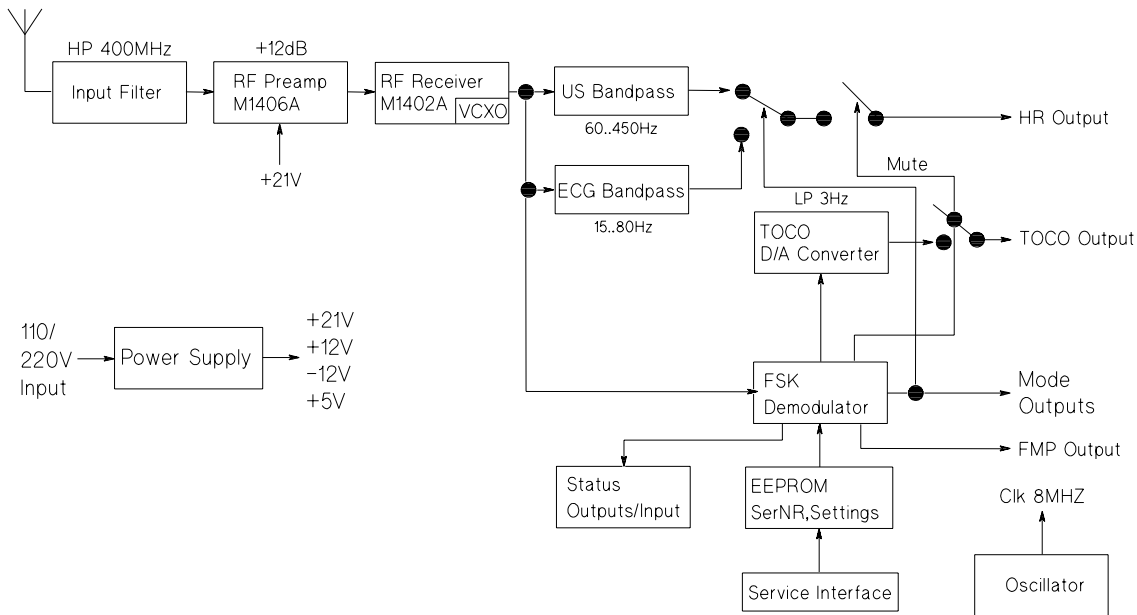 HP 400MHz
Input Filter
+12dB
RF Preamp
M1406A
+21V
RF Receiver
M1402A
VCXO
US Bandpass
60..450Hz
ECG Bandpass
15..80Hz
HR Output
Mute
LP 3Hz
TOCO
D/A Converter
TOCO Output
110/
220V
Input
Power Supply
+21V
+12V
-12V
+5V
FSK
Demodulator
Mode
Outputs
FMP Output
Status
Outputs/Input
EEPROM
SerNR,Settings
Service Interface
Clk 8MHZ
Oscillator